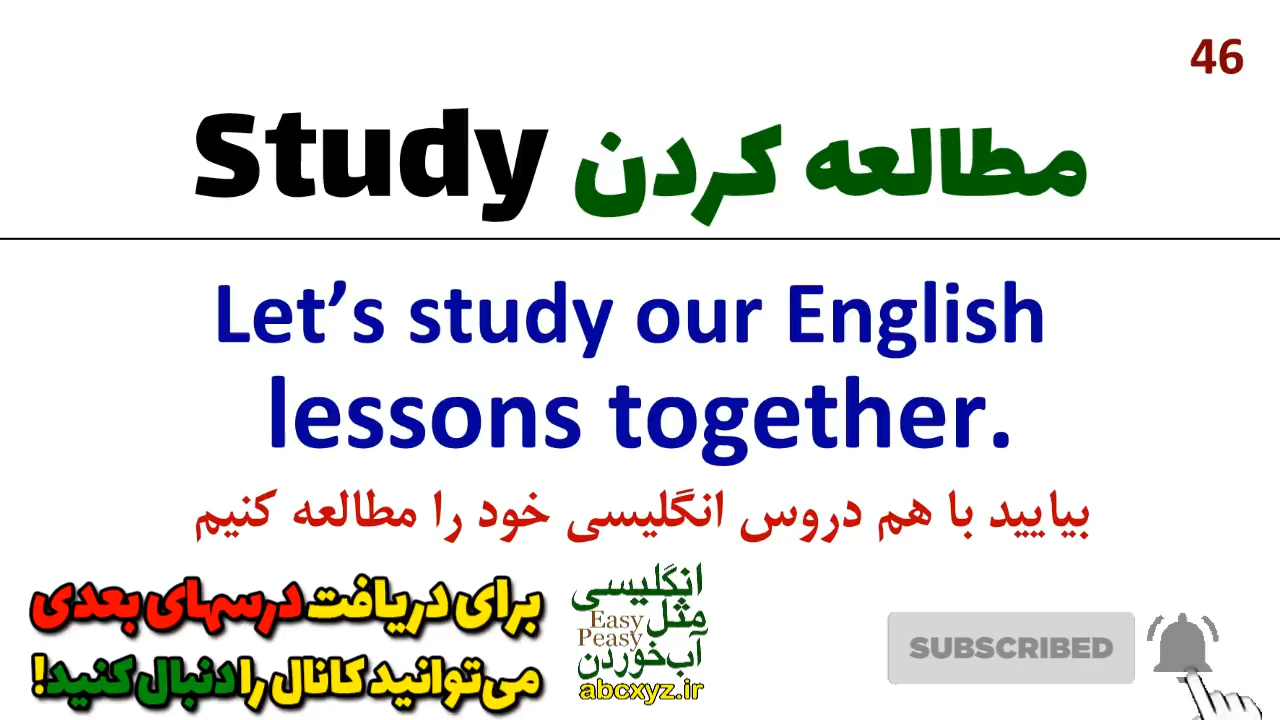 46
Study مطالعه کردن
Let's study our English
lessons together.
بیایید با هم دروس انگلیسی خود را مطالعه کنیم
برای دریافت درسهای بعدی
می‌توانید کانال را دنبال کنید!
انگلیسی
مثل Easy
Peasy
آب‌خوردن
abcxyz.ir
SUBSCRIBED